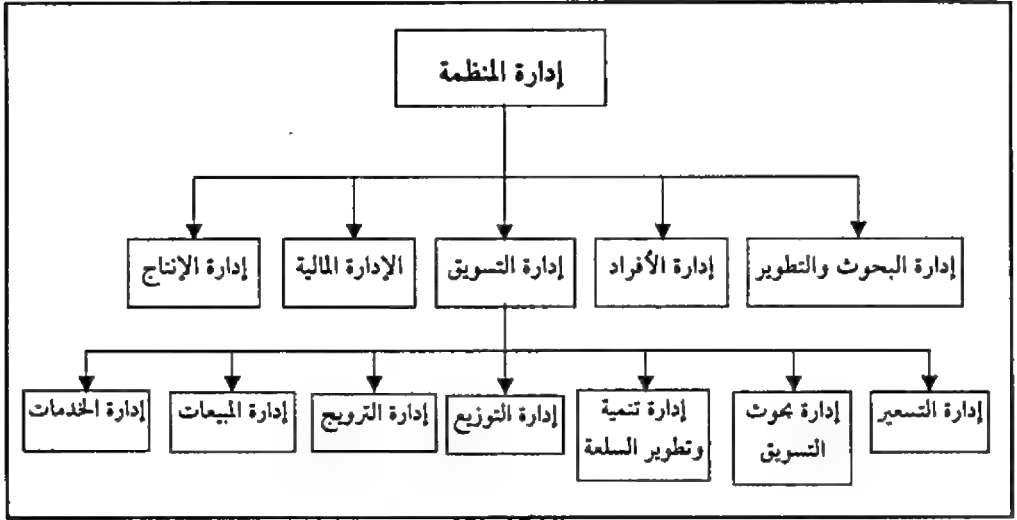 إدارة المنظمة
إدارة البحوث والتطوير
إدارة الأفراد
إدارة التسويق
الإدارة المالية
إدارة الإنتاج
إدارة التسعير
إدارة بحوث
التسويق
إدارة تنمية
وتطوير السلعة
إدارة التوزيع
إدارة الترويج
إدارة المبيعات
إدارة الخدمات